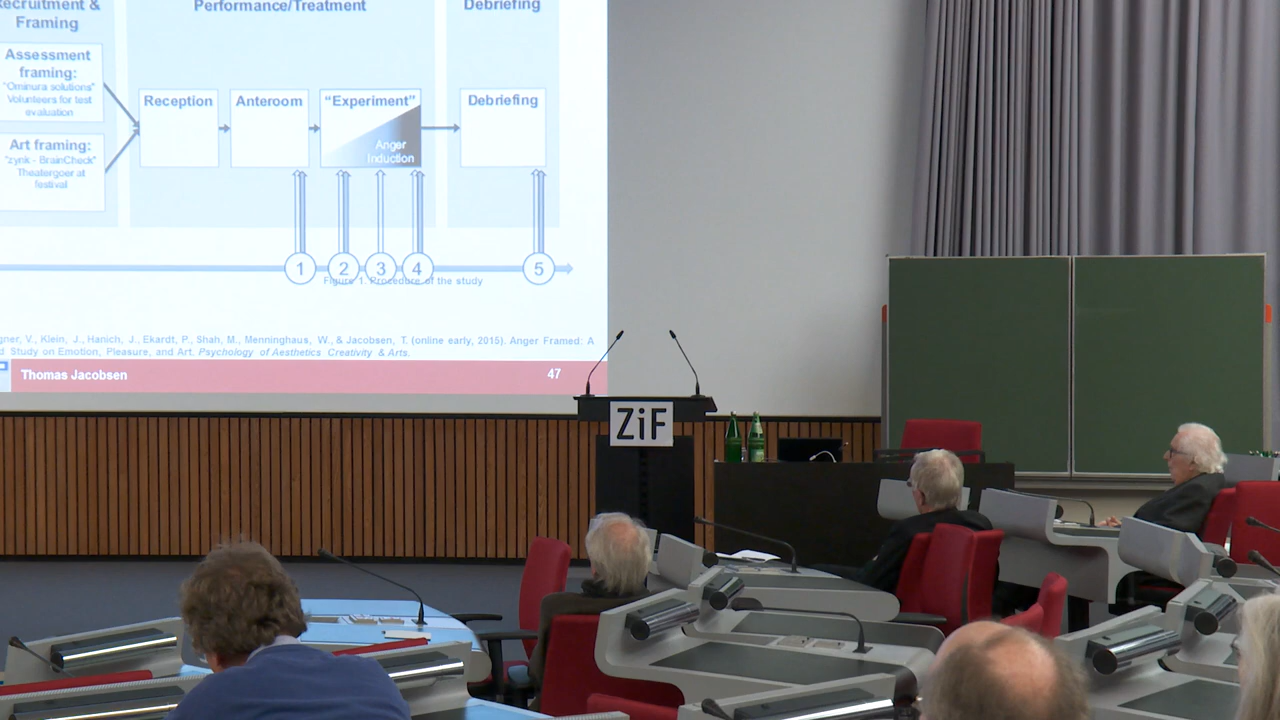 Recruitment &
Framing
Performance/Treatment
Debriefing
Assessment
framing:
"Ominura solutions"
Volunteers for test
evaluation
Art framing:
"zynk - BrainCheck"
Theatergoer at
festival
Reception
Anteroom
“Experiment”
Anger
Induction
Debriefing
1
2
3
4
5
Figure 1. Procedure of the study
gner, V., Klein, J., Hanich, J., Ekardt, P., Shah, M., Menninghaus, W., & Jacobsen, T. (online early, 2015). Anger Framed: A
d Study on Emotion, Pleasure, and Art. Psychology of Aesthetics Creativity & Arts.
Thomas Jacobsen
47
ZiF